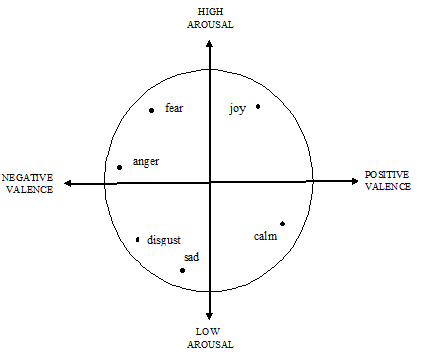 HIGH
AROUSAL
fear
joy
anger
NEGATIVE
VALENCE
POSITIVE
VALENCE
disgust
calm
sad
LOW
AROUSAL